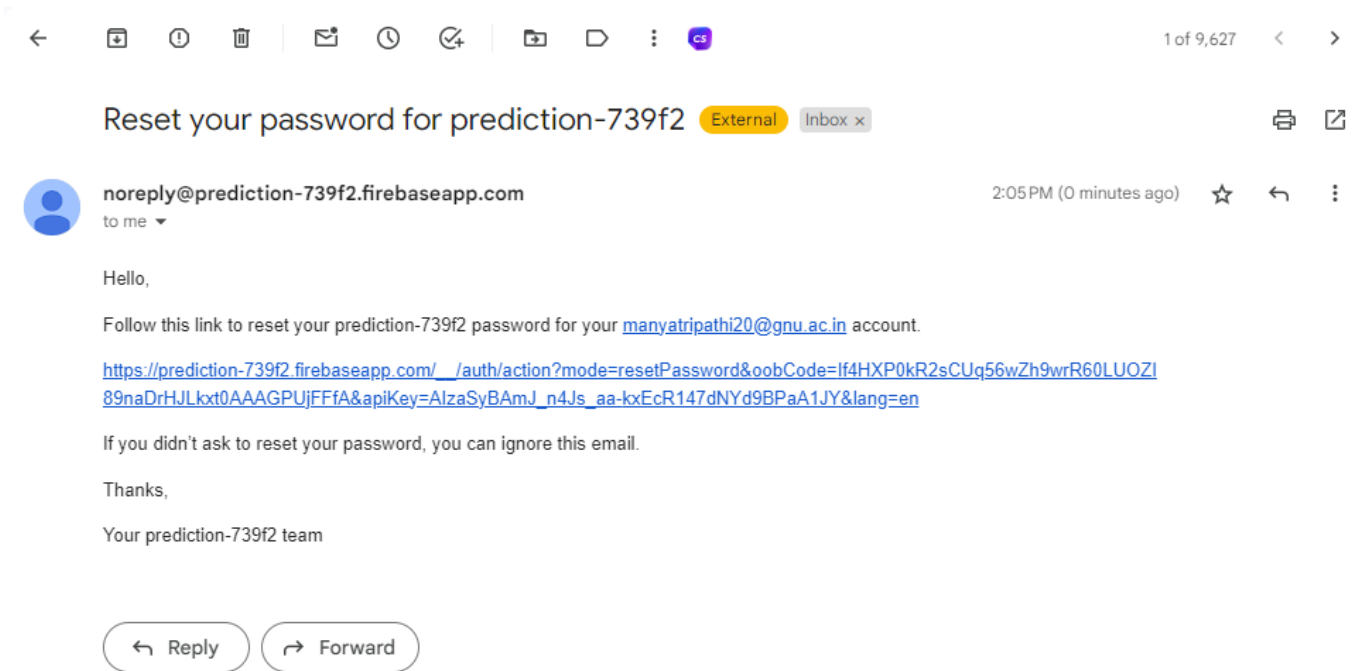 CS
1 of 9,627
Reset your password for prediction-739f2 External Inbox ×
noreply@prediction-739f2.firebaseapp.com
2:05 PM (0 minutes ago)
to me
Hello,
Follow this link to reset your prediction-739f2 password for your manyatripathi20@gnu.ac.in account.
https://prediction-739f2.firebaseapp.com/__/auth/action?mode=resetPassword&oobCode=If4HXP0kR2sCUq56wZh9wrR60LUOZI
89naDrHJLkxt0AAAGPUjFFfA&apiKey=AIzaSyBAmJ_n4Js_aa-kxEcR147dNYd9BPaA1JY&lang=en
If you didn't ask to reset your password, you can ignore this email.
Thanks,
Your prediction-739f2 team
Reply
Forward